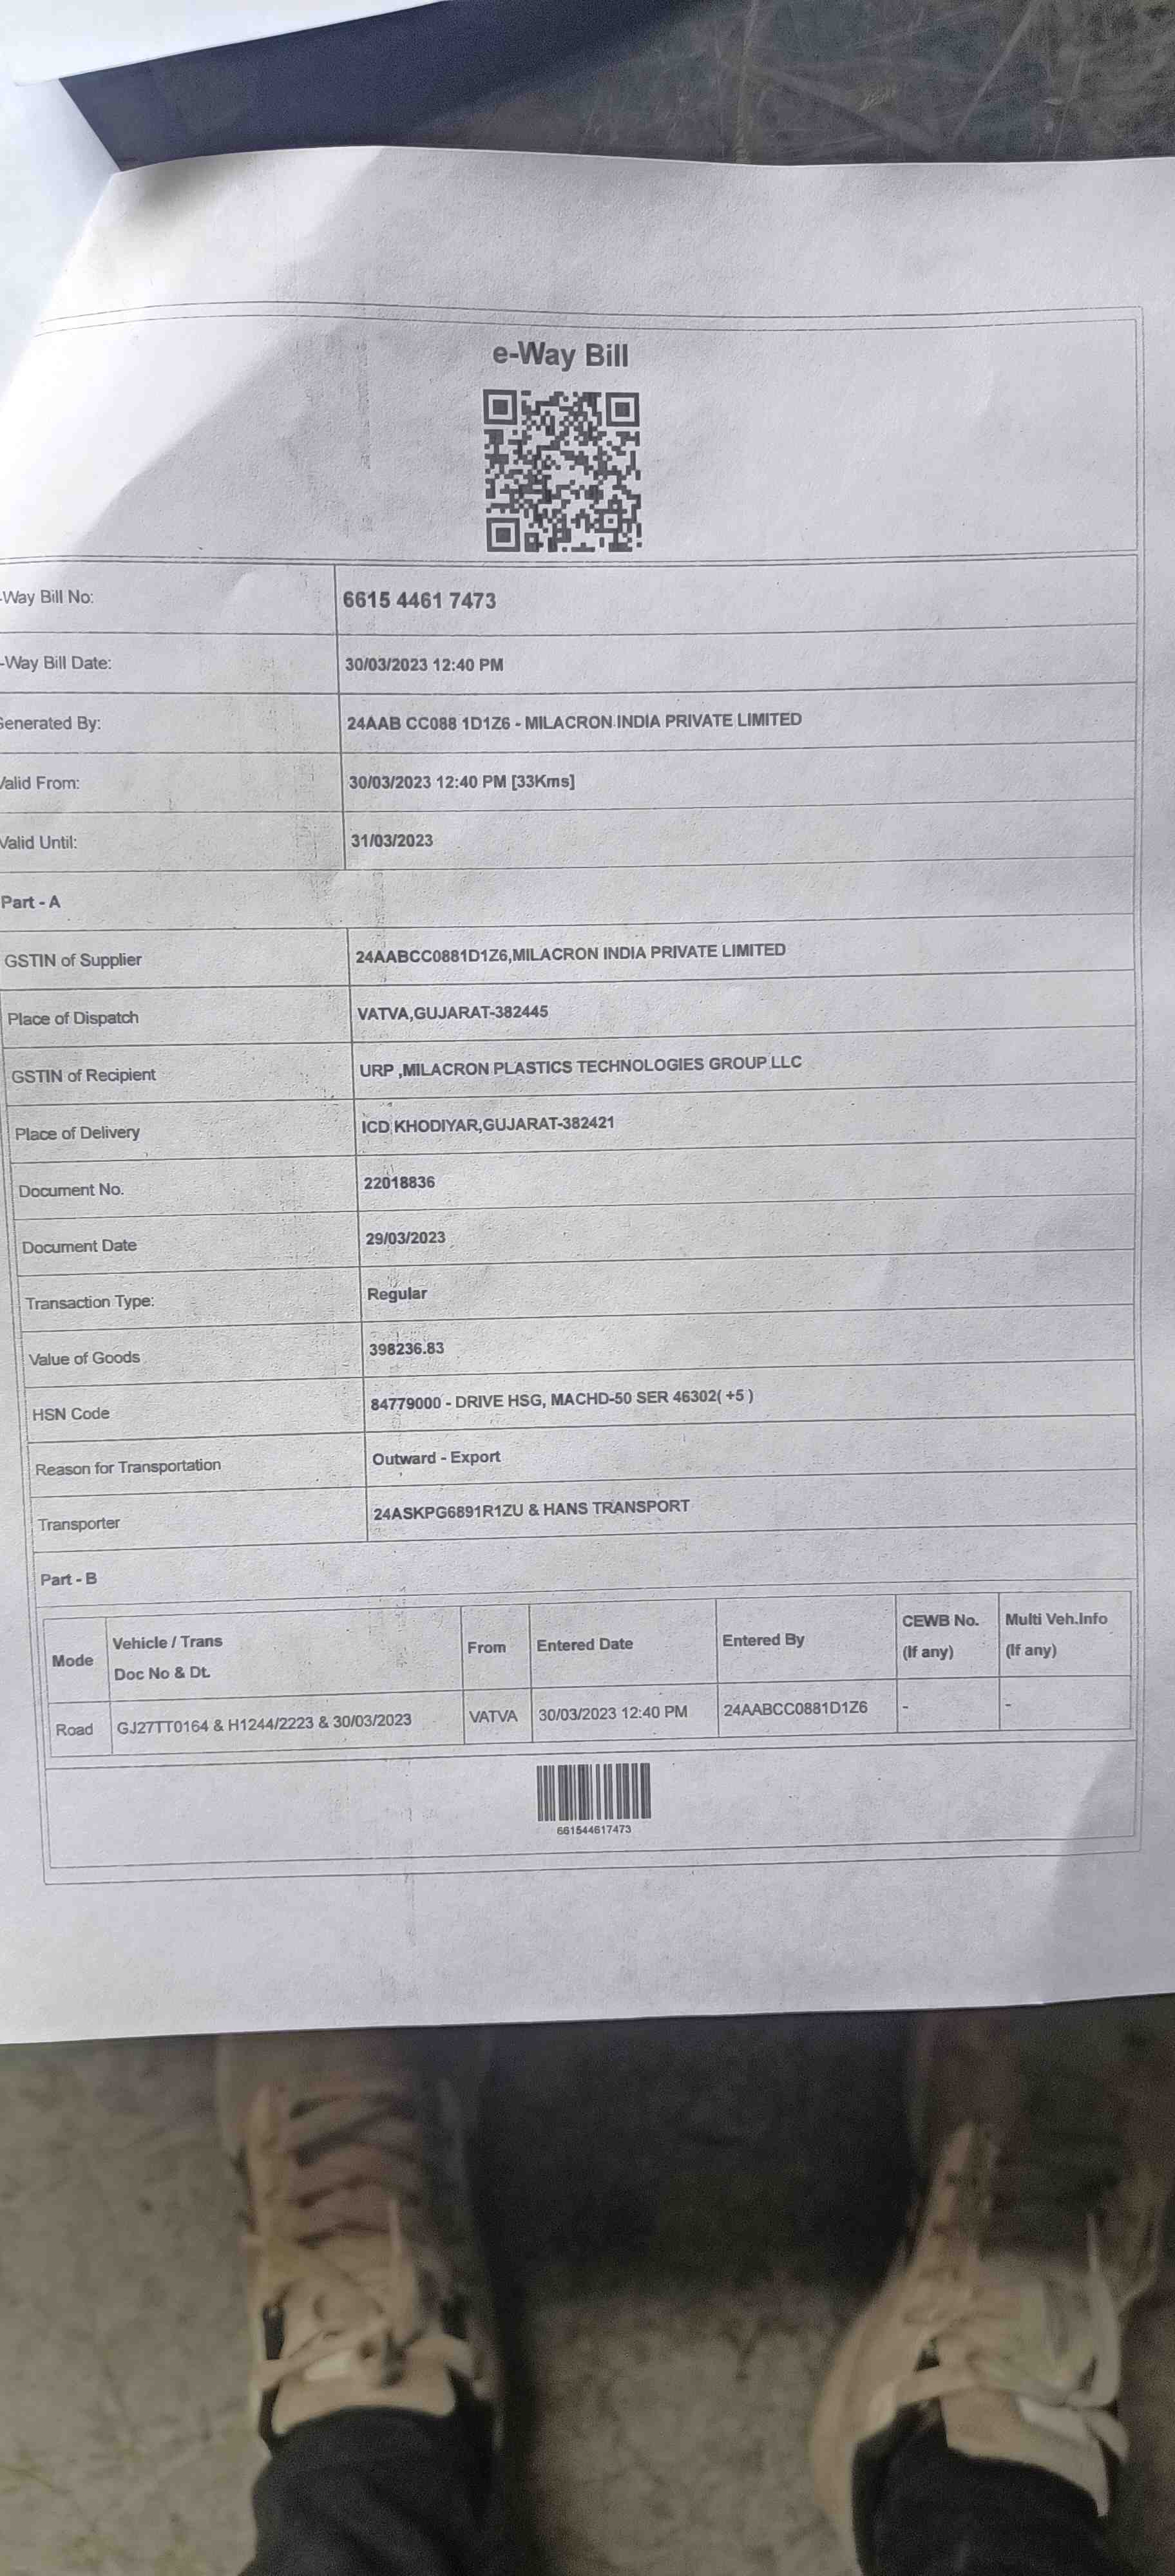 e-Way Bill
-Way Bill No: 6615 4461 7473
-Way Bill Date: 30/03/2023 12:40 PM
Generated By: 24AAB CC088 1D1Z6 - MILACRON INDIA PRIVATE LIMITED
Valid From: 30/03/2023 12:40 PM [33Kms]
Valid Until: 31/03/2023
Part - A
GSTIN of Supplier 24AABCC0881D1Z6,MILACRON INDIA PRIVATE LIMITED
Place of Dispatch VATVA,GUJARAT-382445
GSTIN of Recipient URP ,MILACRON PLASTICS TECHNOLOGIES GROUP LLC
Place of Delivery ICD KHODIYAR,GUJARAT-382421
Document No. 22018836
Document Date 29/03/2023
Transaction Type: Regular
Value of Goods 398236.83
HSN Code 84779000 - DRIVE HSG, MACHD-50 SER 46302( +5 )
Reason for Transportation Outward - Export
Transporter 24ASKPG6891R1ZU & HANS TRANSPORT
Part - B
Mode Vehicle / Trans Doc No & Dt. From Entered Date Entered By CEWB No. (If any) Multi Veh.Info (If any)
Road GJ27TT0164 & H1244/2223 & 30/03/2023 VATVA 30/03/2023 12:40 PM 24AABCC0881D1Z6 - -
661544617473